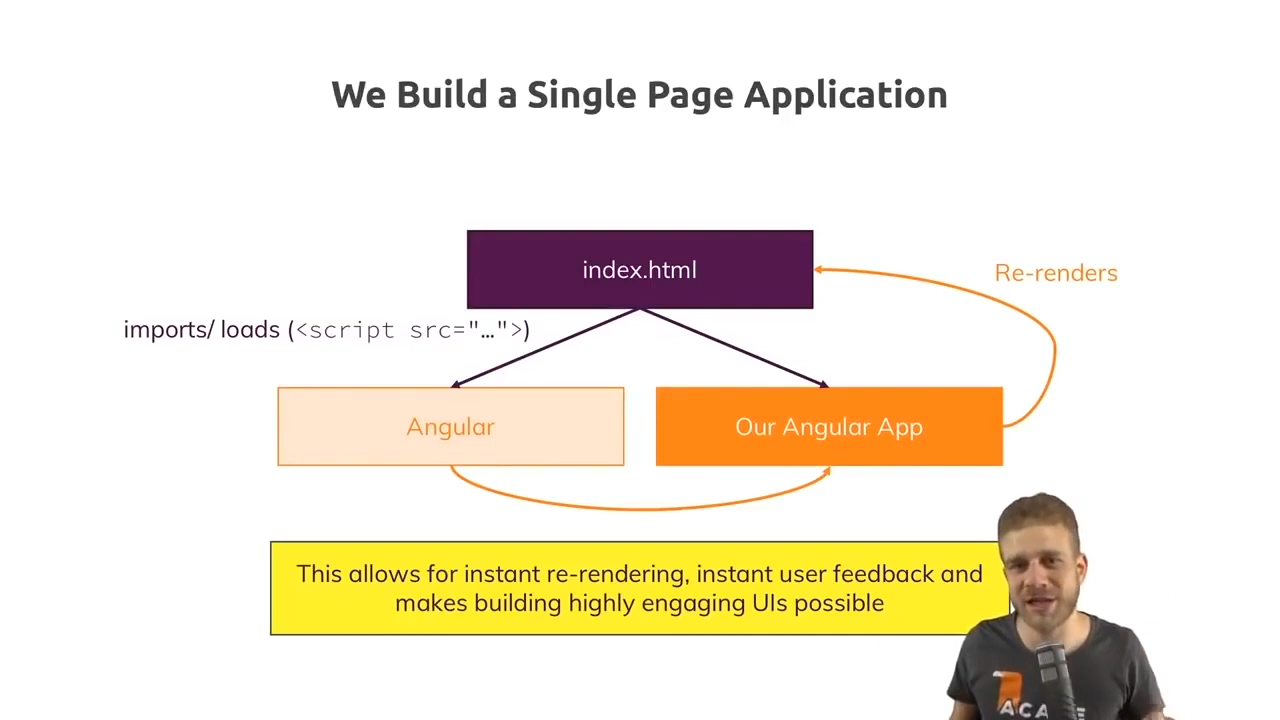 We Build a Single Page Application
index.html
Re-renders
imports/ loads (<script src="…">)
Angular
Our Angular App
This allows for instant re-rendering, instant user feedback and
makes building highly engaging UIs possible